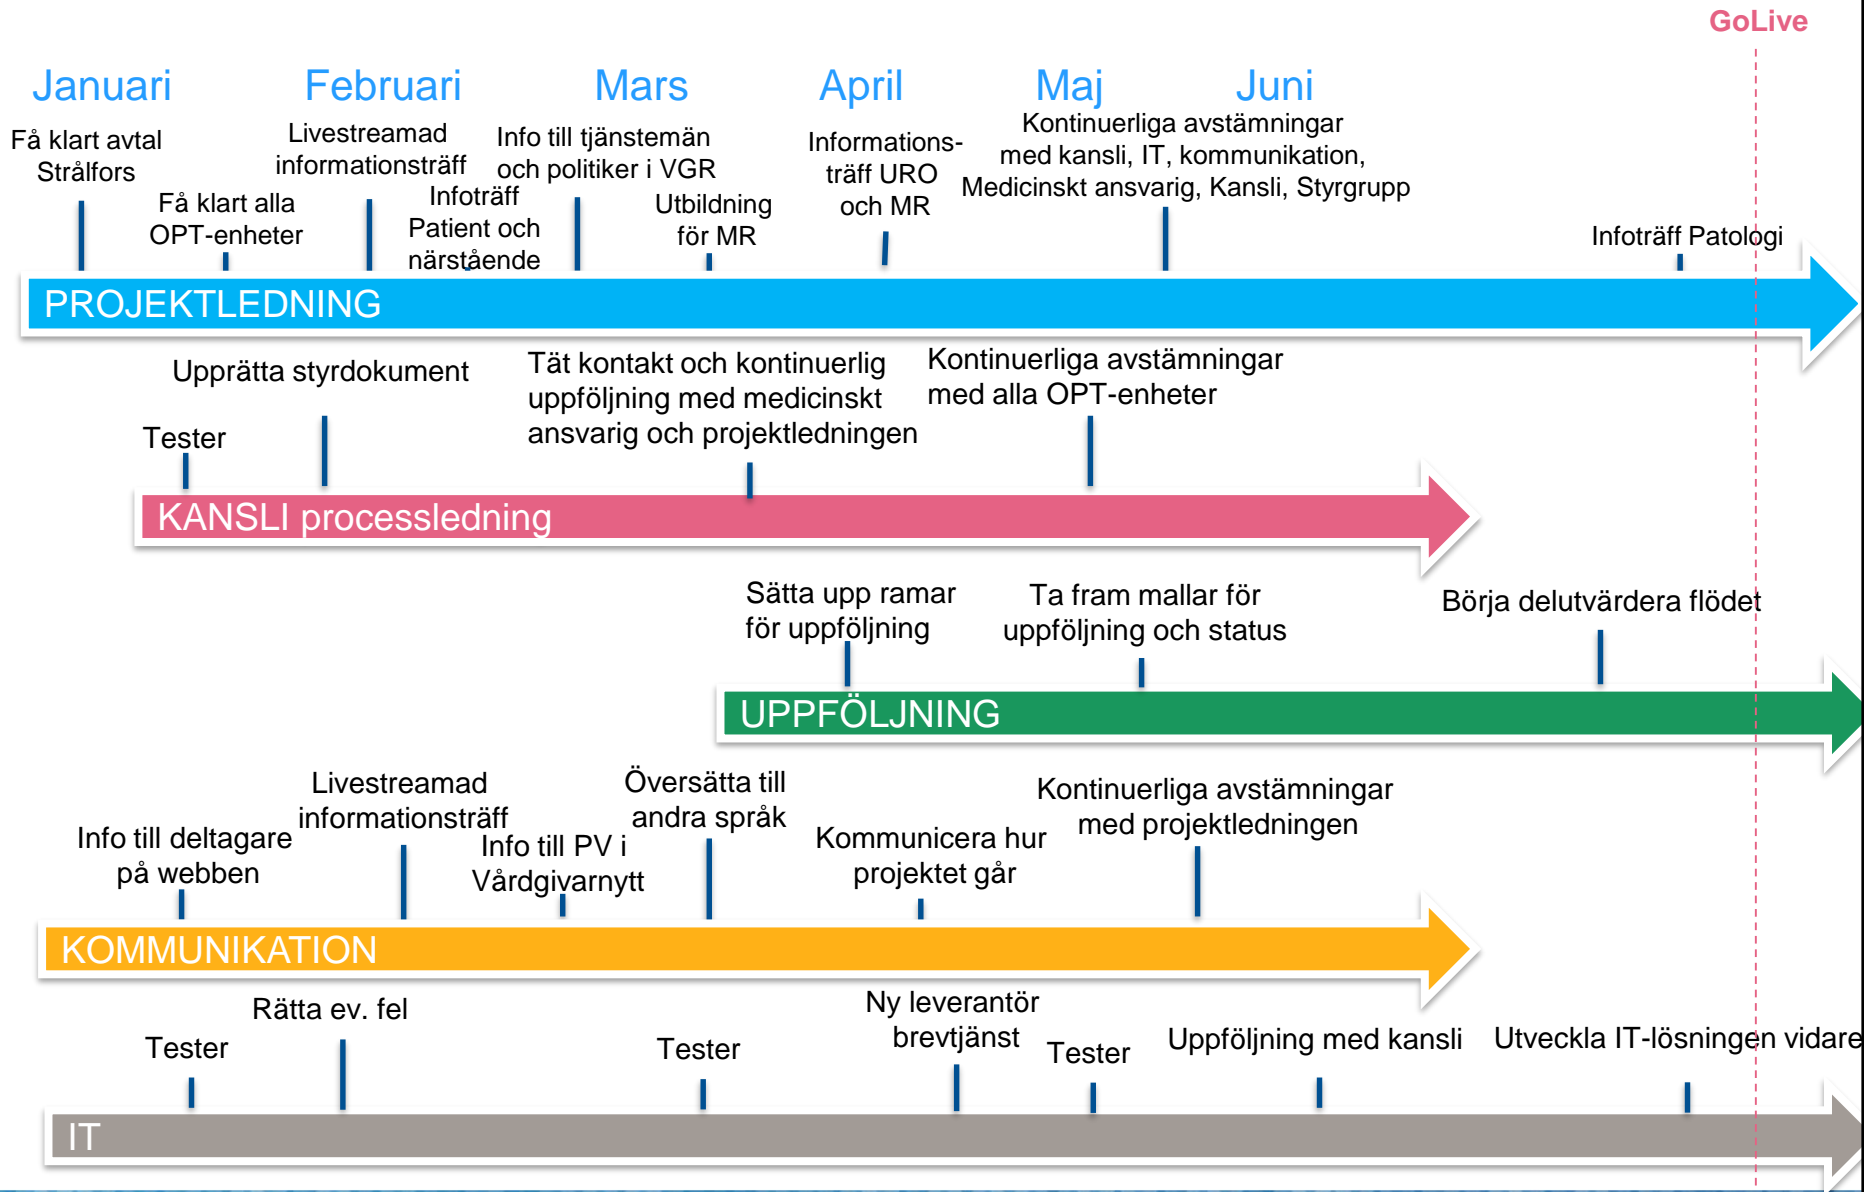 GoLive
Januari
Februari
Mars
April
Maj
Juni
Få klart avtal
Strålfors
Få klart alla
OPT-enheter
Livestreamad
informationsträff
Infoträff
Patient och
närstående
Info till tjänstemän
och politiker i VGR
Utbildning
för MR
Informations-
träff URO
och MR
Kontinuerliga avstämningar
med kansli, IT, kommunikation,
Medicinskt ansvarig, Kansli, Styrgrupp
Infoträff Patologi
PROJEKTLEDNING
Tester
Upprätta styrdokument
Tät kontakt och kontinuerlig
uppföljning med medicinskt
ansvarig och projektledningen
Kontinuerliga avstämningar
med alla OPT-enheter
KANSLI processledning
Sätta upp ramar
för uppföljning
Ta fram mallar för
uppföljning och status
Börja delutvärdera flödet
UPPFÖLJNING
Info till deltagare
på webben
Livestreamad
informationsträff
Info till PV i
Vårdgivarnytt
Översätta till
andra språk
Kommunicera hur
projektet går
Kontinuerliga avstämningar
med projektledningen
KOMMUNIKATION
Tester
Rätta ev. fel
Tester
Ny leverantör
brevtjänst
Tester
Uppföljning med kansli
Utveckla IT-lösningen vidare
IT